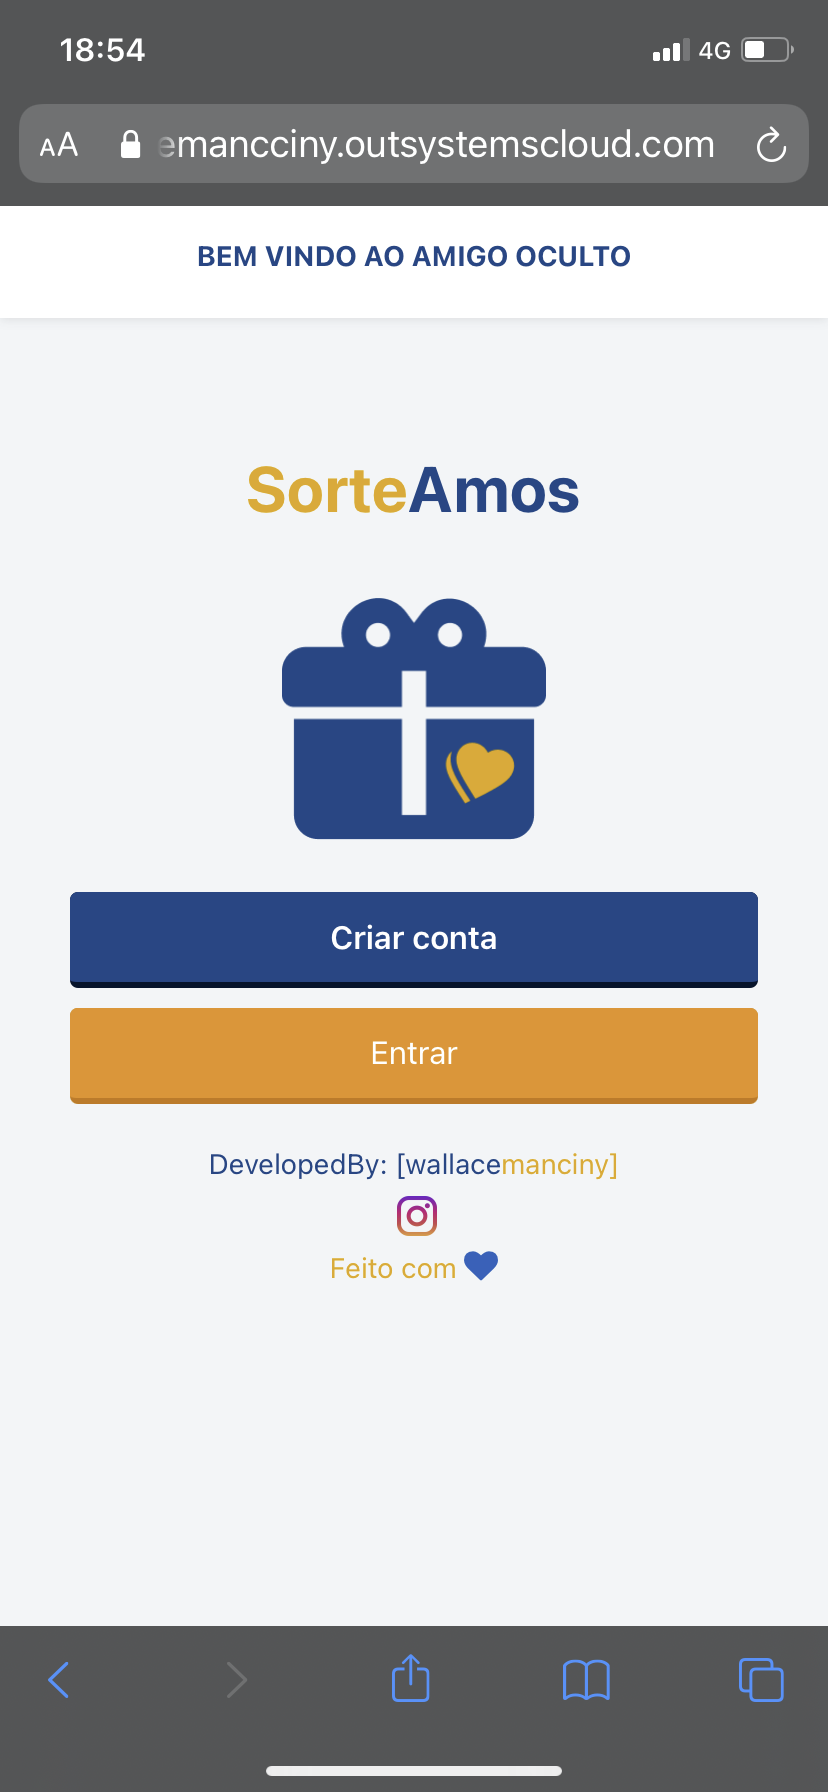 18:54
4G
AA
emancciny.outsystemscloud.com
BEM VINDO AO AMIGO OCULTO
SorteAmos
Criar conta
Entrar
DevelopedBy: [wallacemanciny]
Feito com